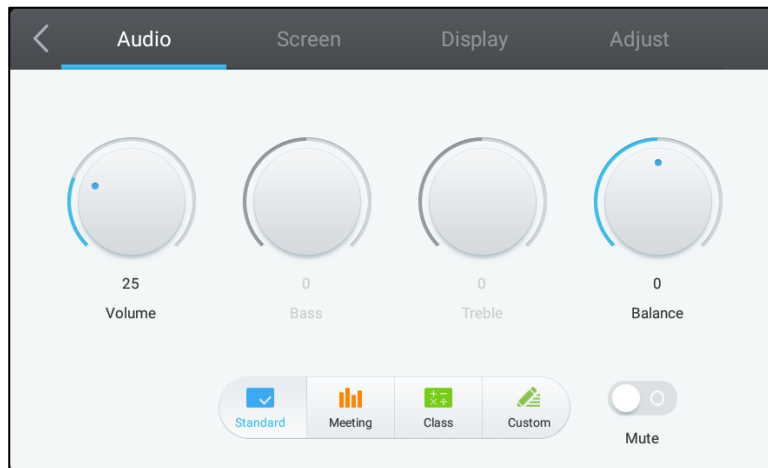 Audio Screen Display Adjust
25 0 0 0
Volume Bass Treble Balance
Standard Meeting Class Custom
Mute